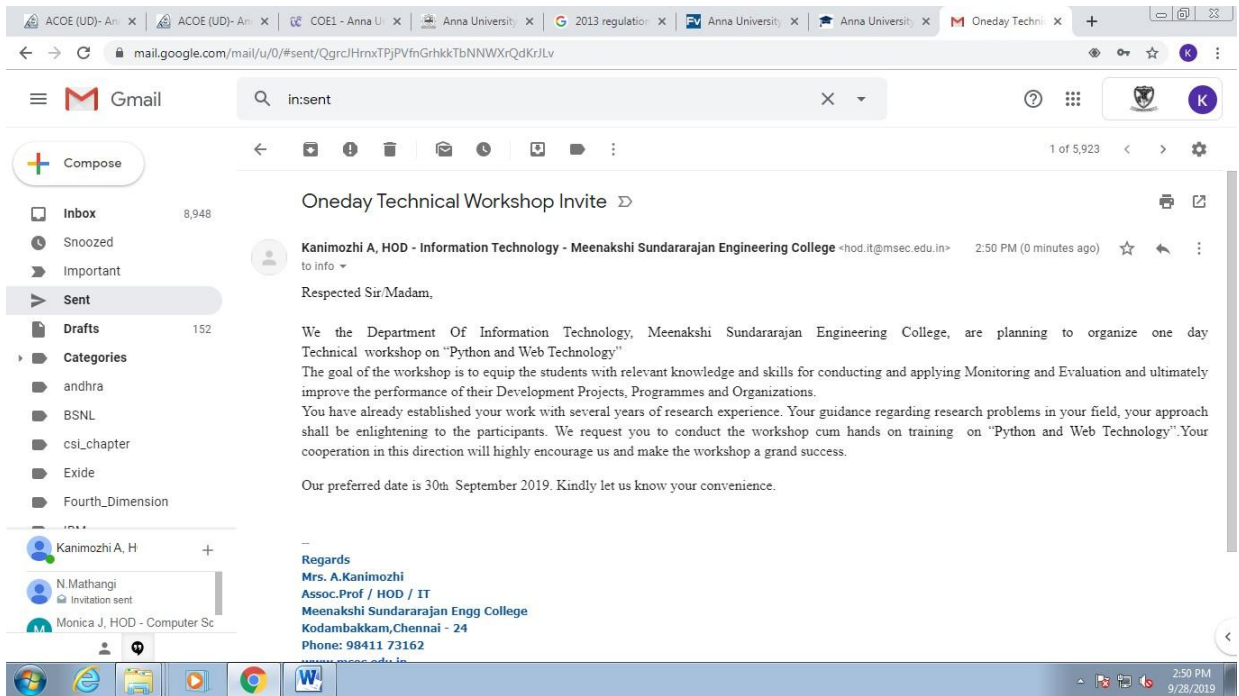 ACOE (UD)- An
ACOE (UD)- An
COE1 - Anna U
Anna University
2013 regulation
Anna University
Anna University
Oneday Techni
mail.google.com/mail/u/0/#sent/QgrcJHrnxTPjPVfnGrhkkTbNNWXrQdKrJLv
K
Gmail
in:sent
K
Compose
1 of 5,923
Oneday Technical Workshop Invite
Inbox 8,948
Snoozed
Important
Sent
Drafts 152
Categories
andhra
BSNL
csi_chapter
Exide
Fourth_Dimension
IBM
Kanimozhi A, HOD - Information Technology - Meenakshi Sundararajan Engineering College <hod.it@msec.edu.in> 2:50 PM (0 minutes ago)
to info
Respected Sir/Madam,
We the Department Of Information Technology, Meenakshi Sundararajan Engineering College, are planning to organize one day
Technical workshop on “Python and Web Technology”
The goal of the workshop is to equip the students with relevant knowledge and skills for conducting and applying Monitoring and Evaluation and ultimately
improve the performance of their Development Projects, Programmes and Organizations.
You have already established your work with several years of research experience. Your guidance regarding research problems in your field, your approach
shall be enlightening to the participants. We request you to conduct the workshop cum hands on training on “Python and Web Technology”.Your
cooperation in this direction will highly encourage us and make the workshop a grand success.
Our preferred date is 30th September 2019. Kindly let us know your convenience.
--
Regards
Mrs. A.Kanimozhi
Assoc.Prof / HOD / IT
Meenakshi Sundararajan Engg College
Kodambakkam,Chennai - 24
Phone: 98411 73162
www.msec.edu.in
Kanimozhi A, H
N.Mathangi
Invitation sent
M
Monica J, HOD - Computer Sc
2:50 PM
9/28/2019